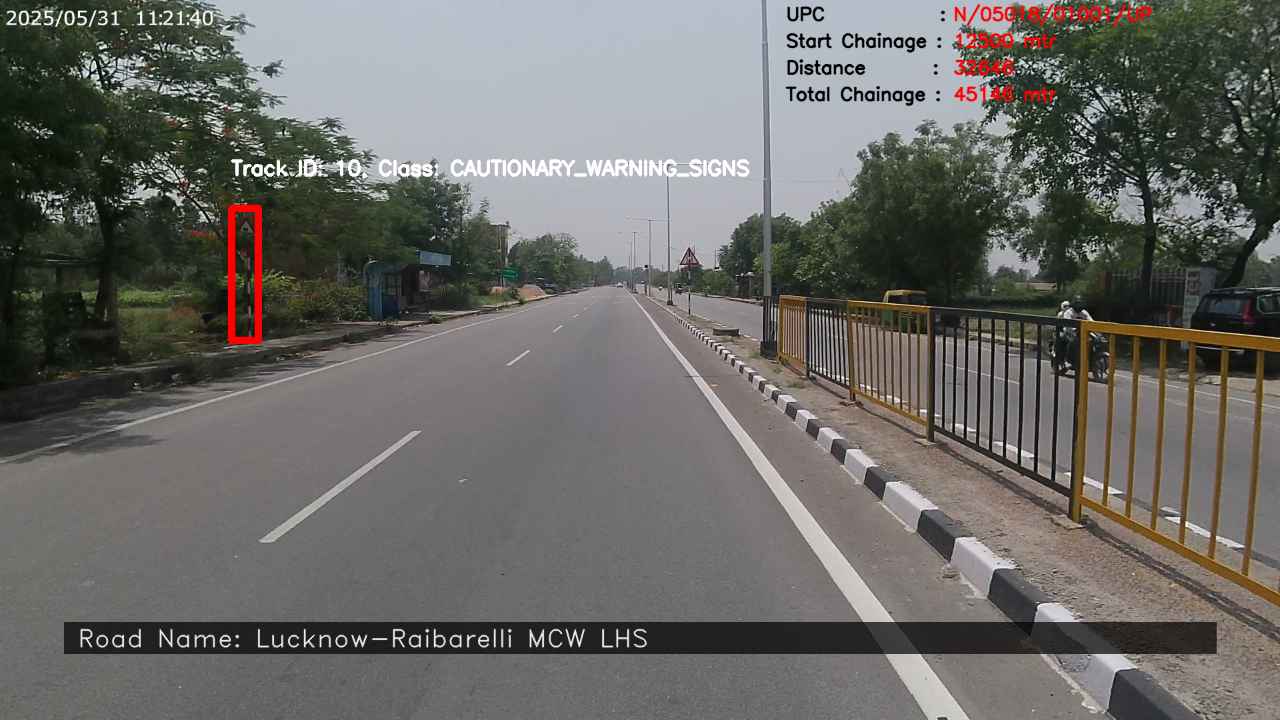 2025/05/31 11:21:40
UPC : N/05018/01001/UP
Start Chainage : 12500 mtr
Distance : 32646
Total Chainage : 45146 mtr
Track ID: 10, Class: CAUTIONARY_WARNING_SIGNS
Road Name: Lucknow-Raibarelli MCW LHS